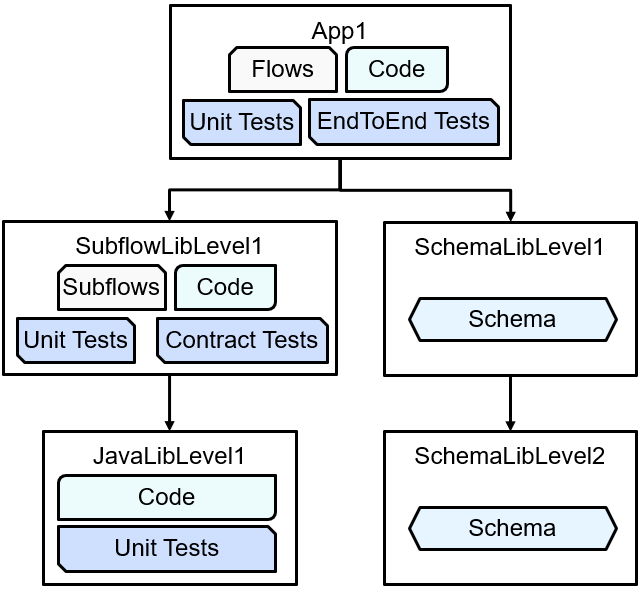 App1
Flows
Code
Unit Tests
EndToEnd Tests
SubflowLibLevel1
Subflows
Code
Unit Tests
Contract Tests
SchemaLibLevel1
Schema
JavaLibLevel1
Code
Unit Tests
SchemaLibLevel2
Schema